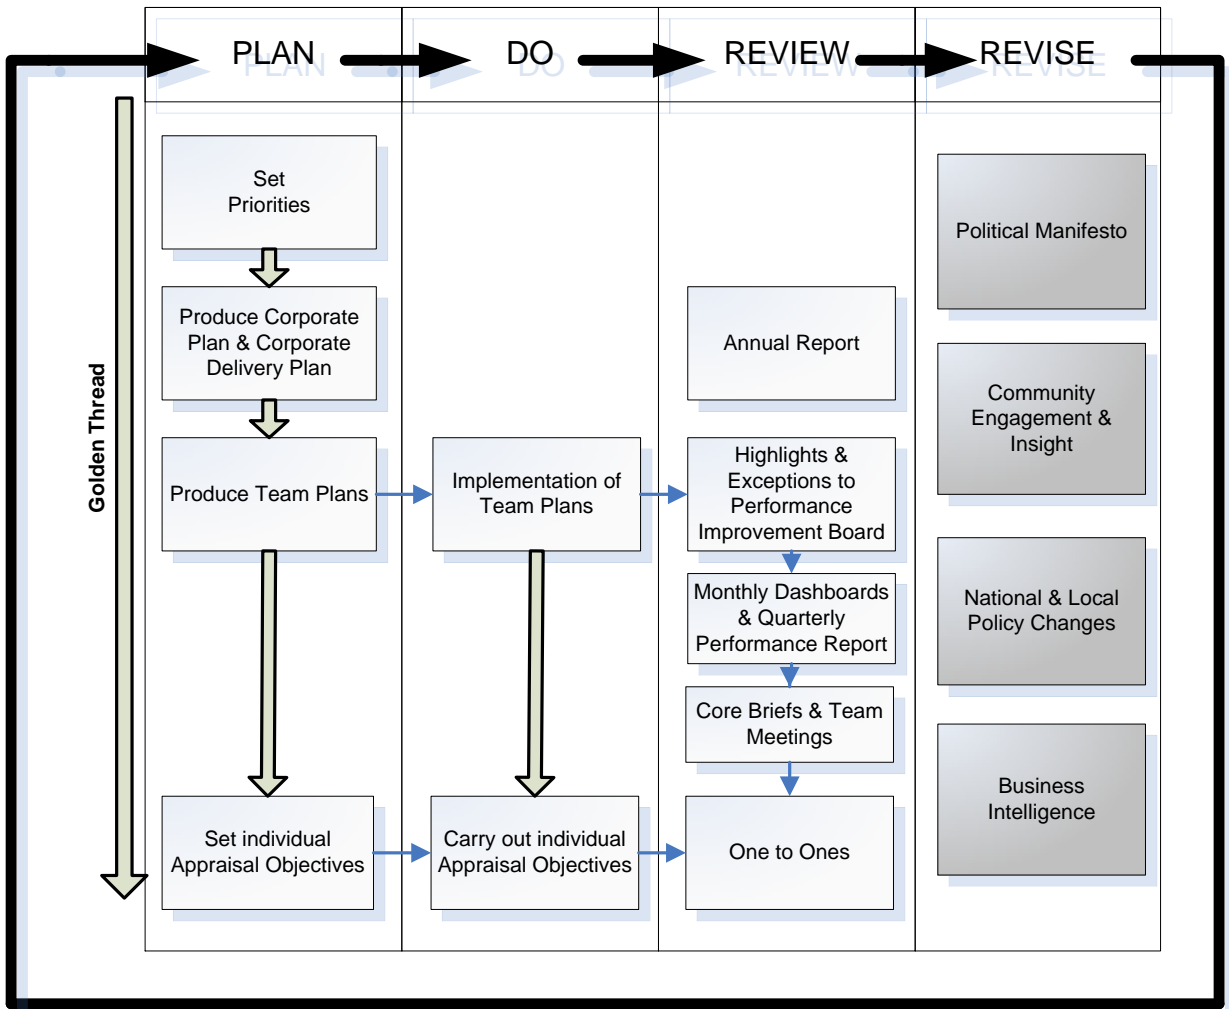 PLAN
DO
REVIEW
REVISE
Golden Thread
Set
Priorities
Produce Corporate
Plan & Corporate
Delivery Plan
Produce Team Plans
Set individual
Appraisal Objectives
Implementation of
Team Plans
Carry out individual
Appraisal Objectives
Annual Report
Highlights &
Exceptions to
Performance
Improvement Board
Monthly Dashboards
& Quarterly
Performance Report
Core Briefs & Team
Meetings
One to Ones
Political Manifesto
Community
Engagement &
Insight
National & Local
Policy Changes
Business
Intelligence